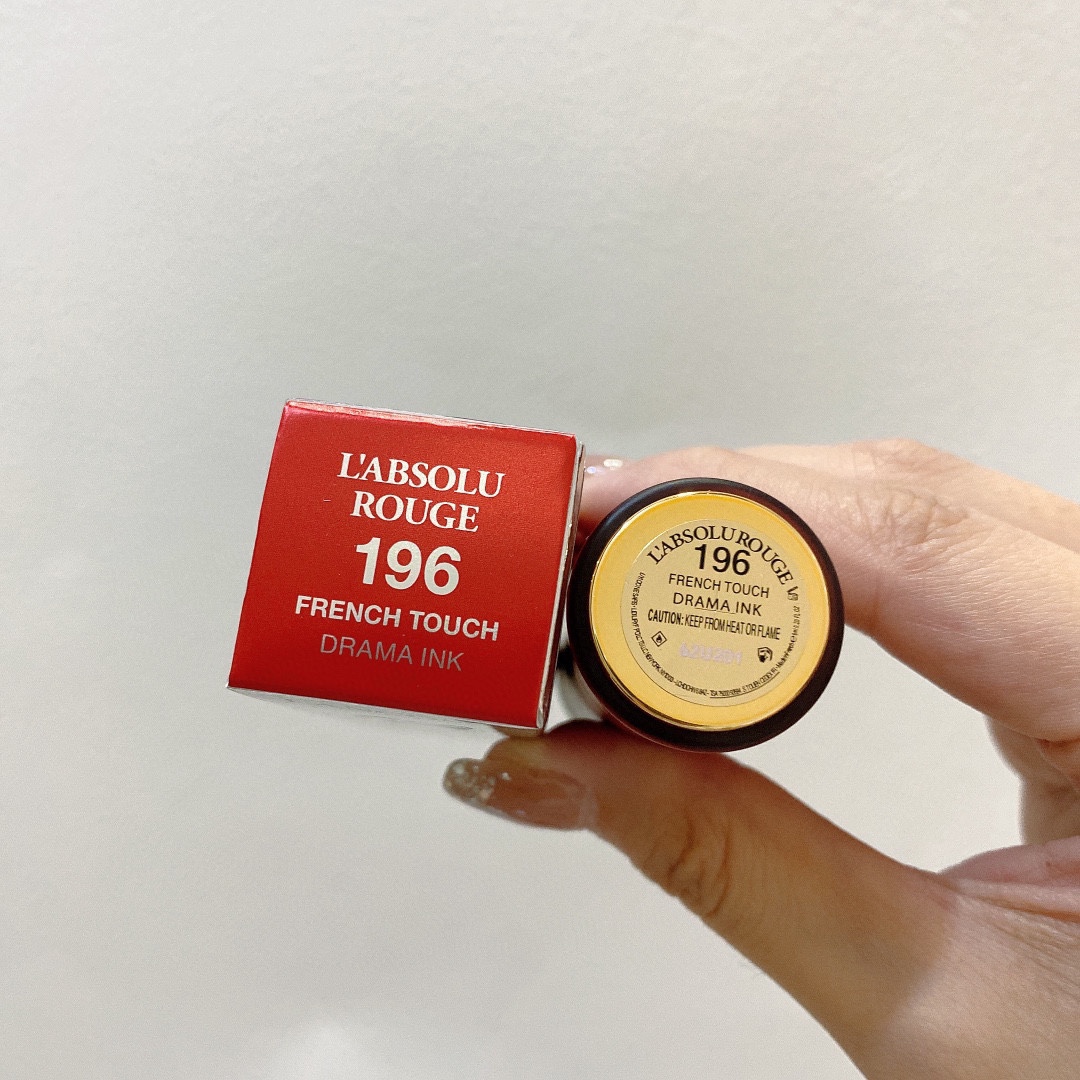 L'ABSOLU
ROUGE
196
FRENCH TOUCH
DRAMA INK
L'ABSOLU ROUGE
196
FRENCH TOUCH
DRAMA INK
CAUTION: KEEP FROM HEAT OR FLAME